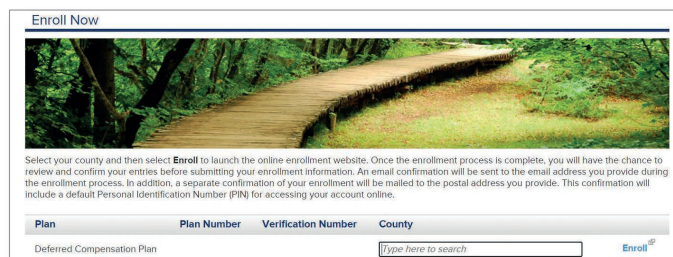 Enroll Now
Select your county and then select Enroll to launch the online enrollment website. Once the enrollment process is complete, you will have the chance to
review and confirm your entries before submitting your enrollment information. An email confirmation will be sent to the email address you provide during
the enrollment process. In addition, a separate confirmation of your enrollment will be mailed to the postal address you provide. This confirmation will
include a default Personal Identification Number (PIN) for accessing your account online.
Plan Plan Number Verification Number County
Deferred Compensation Plan Type here to search Enroll